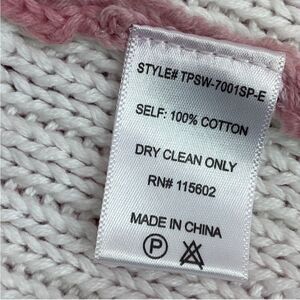 STYLE# TPSW-7001SP-E
SELF: 100% COTTON
DRY CLEAN ONLY
RN# 115602
MADE IN CHINA
P